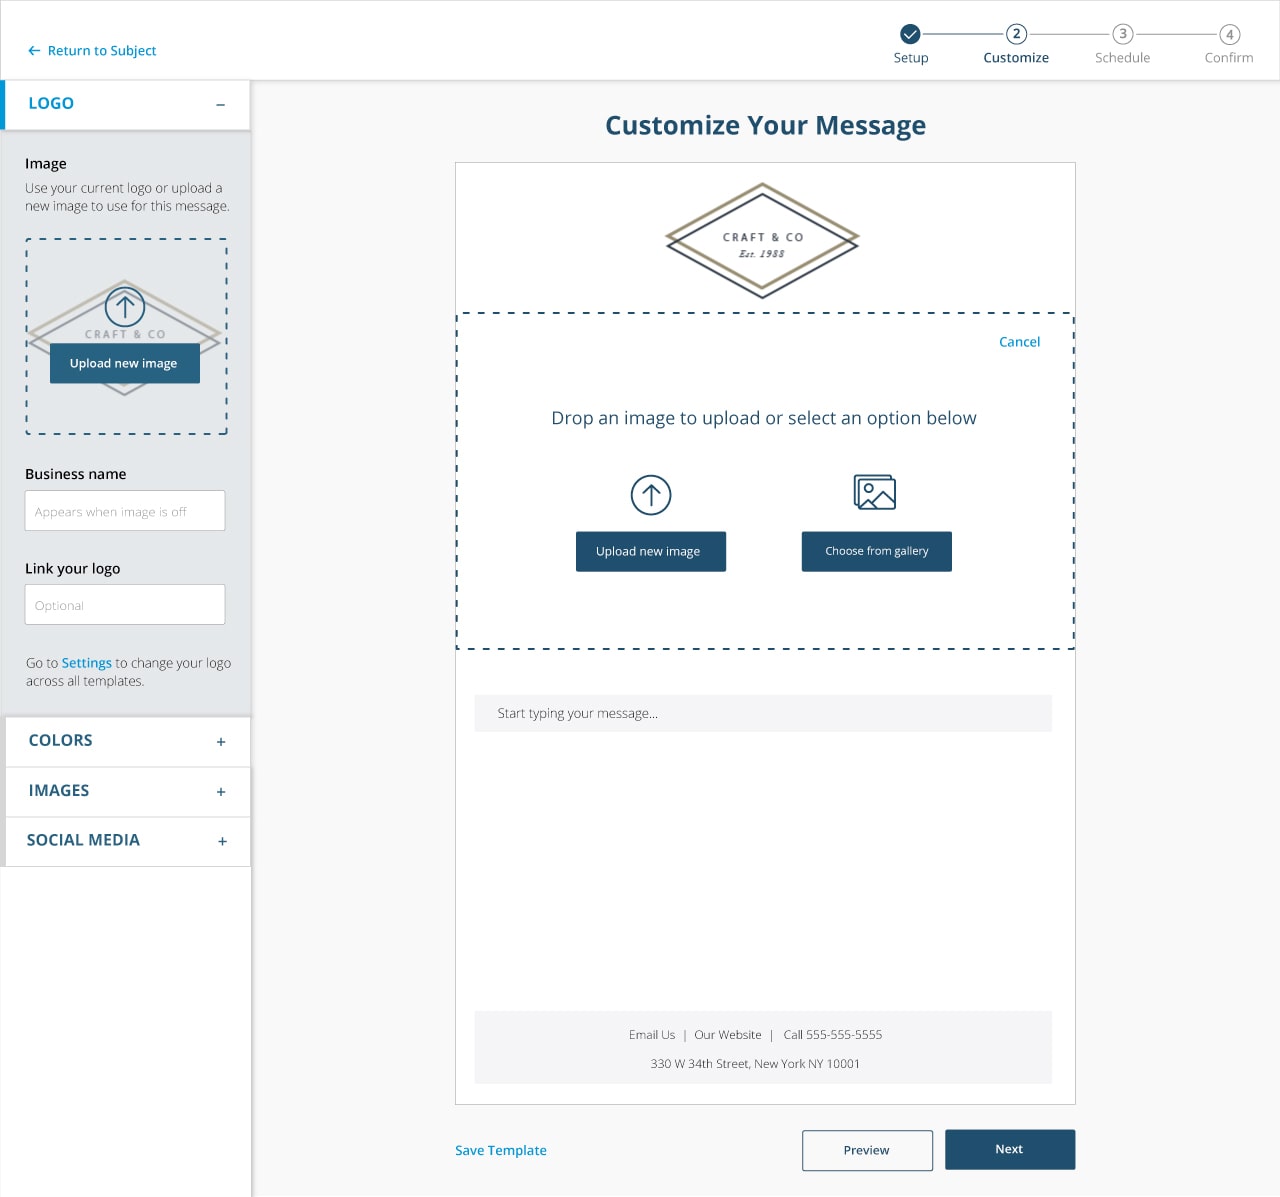 ← Return to Subject
Setup
2
Customize
3
Schedule
4
Confirm
LOGO
–
Image
Use your current logo or upload a
new image to use for this message.
CRAFT & CO
Upload new image
Business name
Appears when image is off
Link your logo
Optional
Go to Settings to change your logo
across all templates.
COLORS
+
IMAGES
+
SOCIAL MEDIA
+
Customize Your Message
CRAFT & CO
Est. 1988
Cancel
Drop an image to upload or select an option below
Upload new image
Choose from gallery
Start typing your message...
Email Us | Our Website | Call 555-555-5555
330 W 34th Street, New York NY 10001
Save Template
Preview
Next